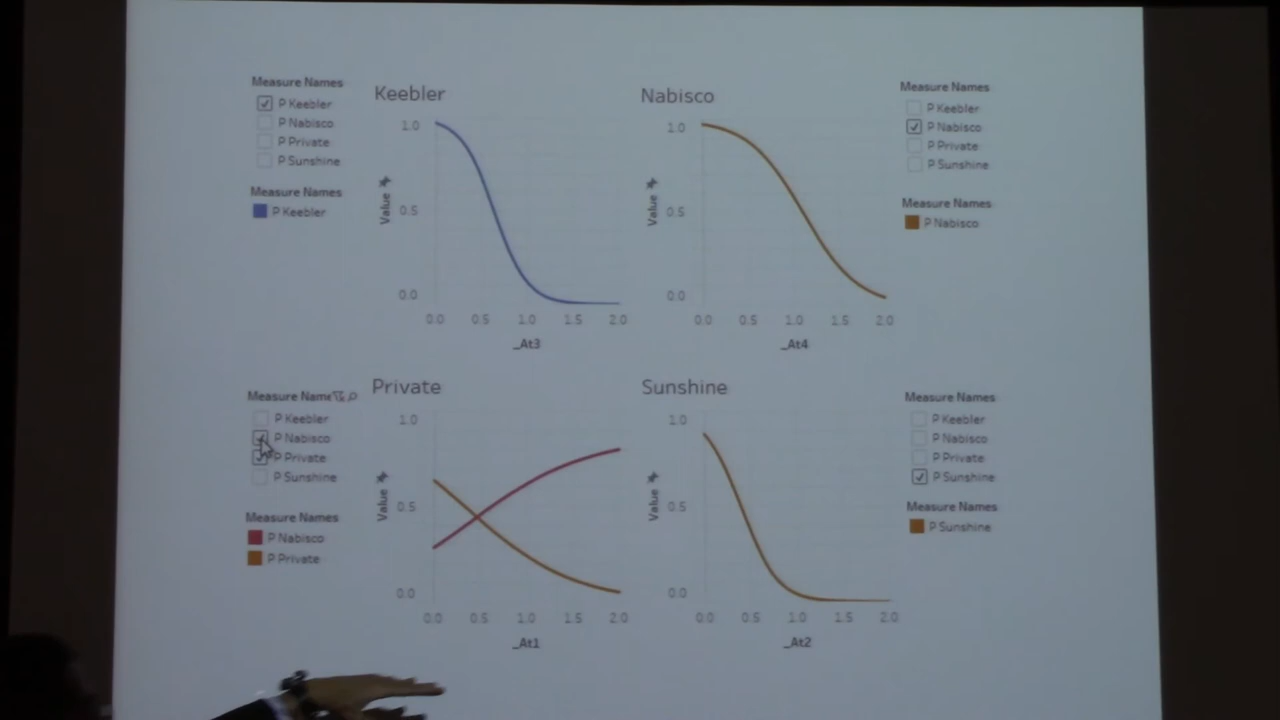 Measure Names
P Keebler
P Nabisco
P Private
P Sunshine
Measure Names
P Keebler
Keebler
1.0
0.5
0.0
Value
0.0 0.5 1.0 1.5 2.0
_At3
Nabisco
1.0
0.5
0.0
Value
0.0 0.5 1.0 1.5 2.0
_At4
Measure Names
P Keebler
P Nabisco
P Private
P Sunshine
Measure Names
P Nabisco
Measure Name
P Keebler
P Nabisco
P Private
P Sunshine
Measure Names
P Nabisco
P Private
Private
1.0
0.5
0.0
Value
0.0 0.5 1.0 1.5 2.0
_At1
Sunshine
1.0
0.5
0.0
Value
0.0 0.5 1.0 1.5 2.0
_At2
Measure Names
P Keebler
P Nabisco
P Private
P Sunshine
Measure Names
P Sunshine